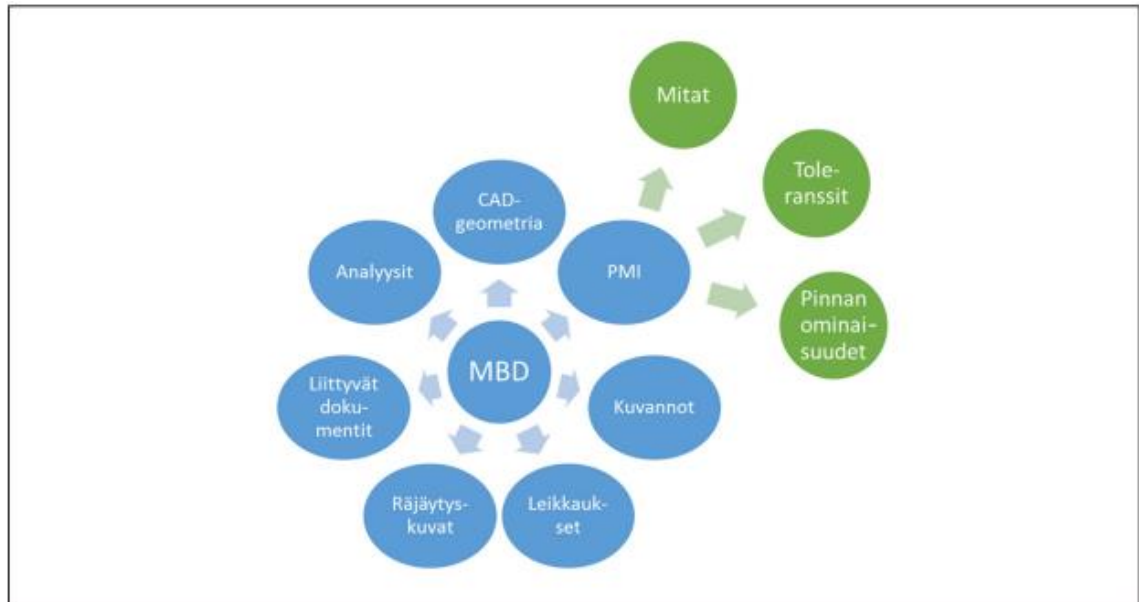 Mitat
Tole-
ranssit
CAD-
geometria
Analyysit
PMI
Pinnan
ominai-
suudet
MBD
Liittyvät
doku-
mentit
Kuvannot
Räjäytys-
kuvat
Leikkauk-
set